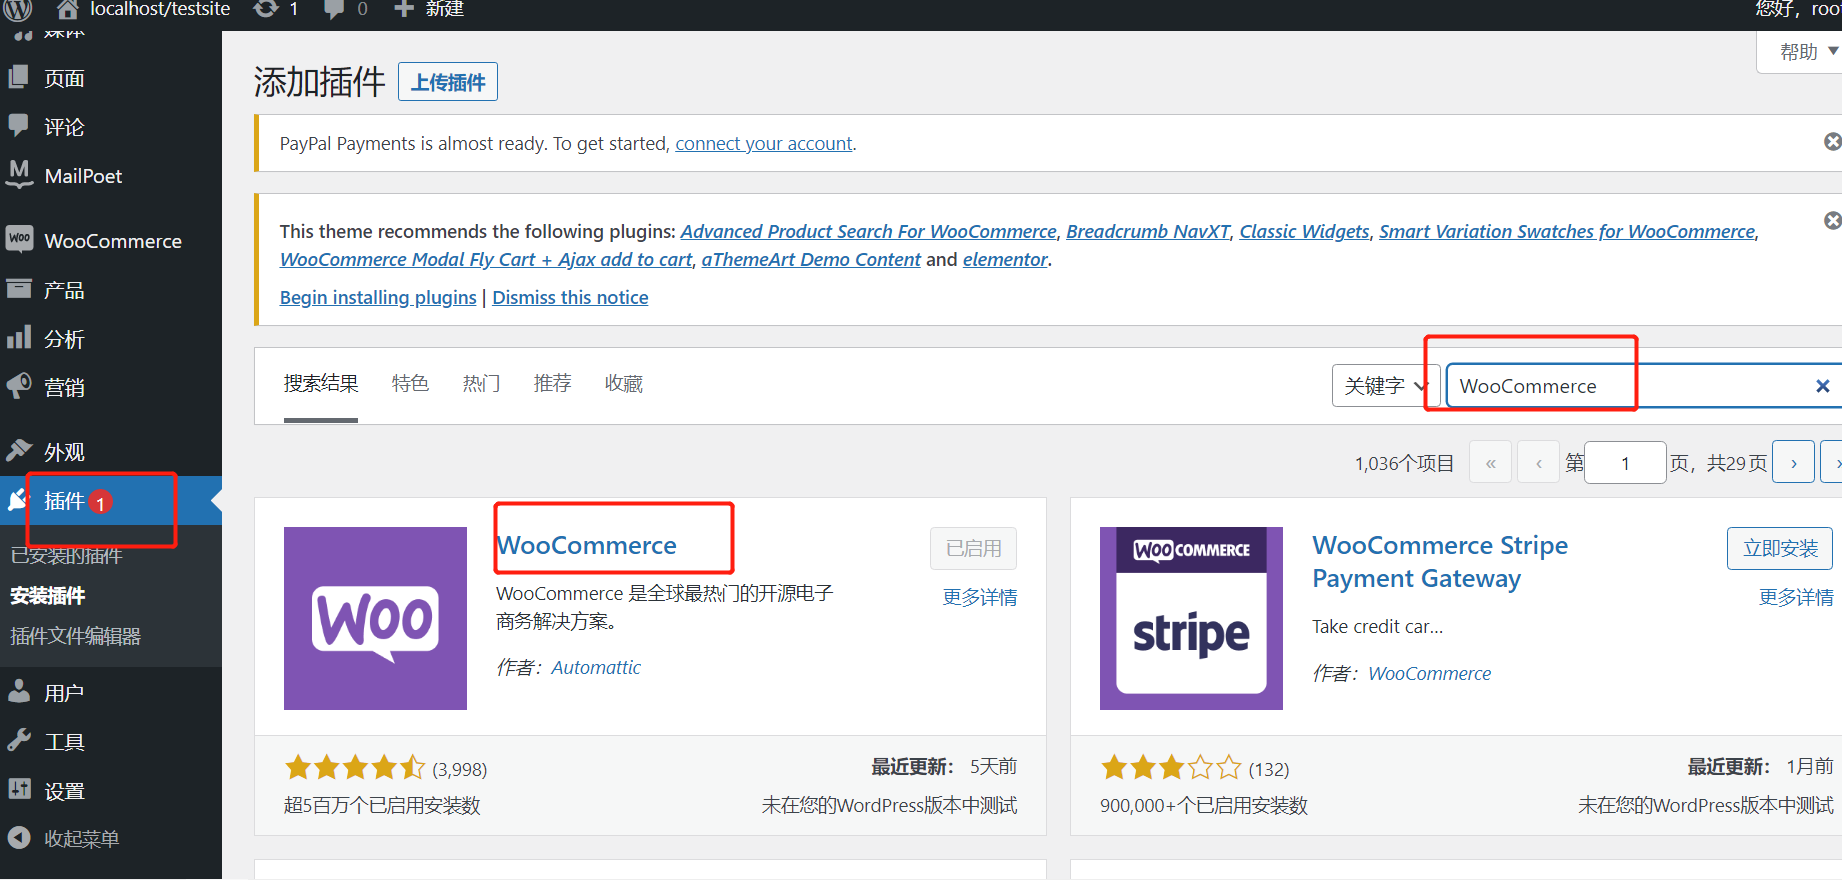 localhost/testsite 1 0 新建
您好，roo
媒体
页面
评论
MailPoet
WooCommerce
产品
分析
营销
外观
插件 1
已安装的插件
安装插件
插件文件编辑器
用户
工具
设置
收起菜单
帮助
添加插件 上传插件
PayPal Payments is almost ready. To get started, connect your account.
This theme recommends the following plugins: Advanced Product Search For WooCommerce, Breadcrumb NavXT, Classic Widgets, Smart Variation Swatches for WooCommerce,
WooCommerce Modal Fly Cart + Ajax add to cart, aThemeArt Demo Content and elementor.
Begin installing plugins | Dismiss this notice
搜索结果 特色 热门 推荐 收藏
关键字 WooCommerce
1,036个项目 « ‹ 第 1 页，共29页 › »
WOO
WooCommerce
已启用
更多详情
WooCommerce 是全球最热门的开源电子
商务解决方案。
作者：Automattic
(3,998)
最近更新： 5天前
超5百万个已启用安装数
未在您的WordPress版本中测试
WOO COMMERCE
stripe
WooCommerce Stripe
Payment Gateway
立即安装
更多详情
Take credit car...
作者：WooCommerce
(132)
最近更新： 1月前
900,000+个已启用安装数
未在您的WordPress版本中测试